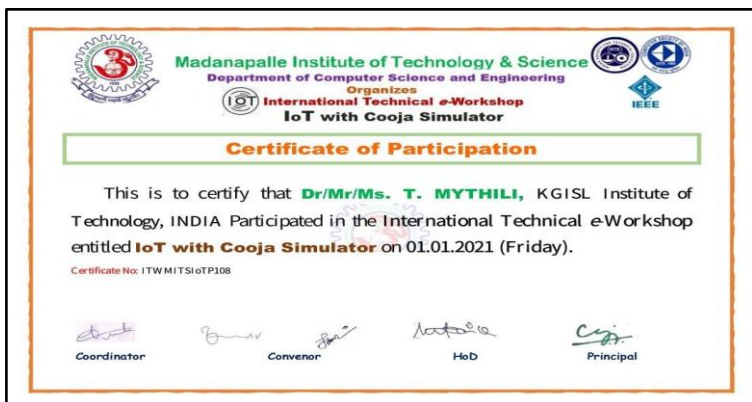 Madanapalle Institute of Technology & Science
Department of Computer Science and Engineering
Organizes
IOT International Technical e-Workshop
IoT with Cooja Simulator
IEEE
Certificate of Participation
This is to certify that Dr/Mr/Ms. T. MYTHILI, KGISL Institute of
Technology, INDIA Participated in the International Technical e-Workshop
entitled IoT with Cooja Simulator on 01.01.2021 (Friday).
Certificate No: ITWMITSIoTP108
Coordinator Convenor HoD Principal